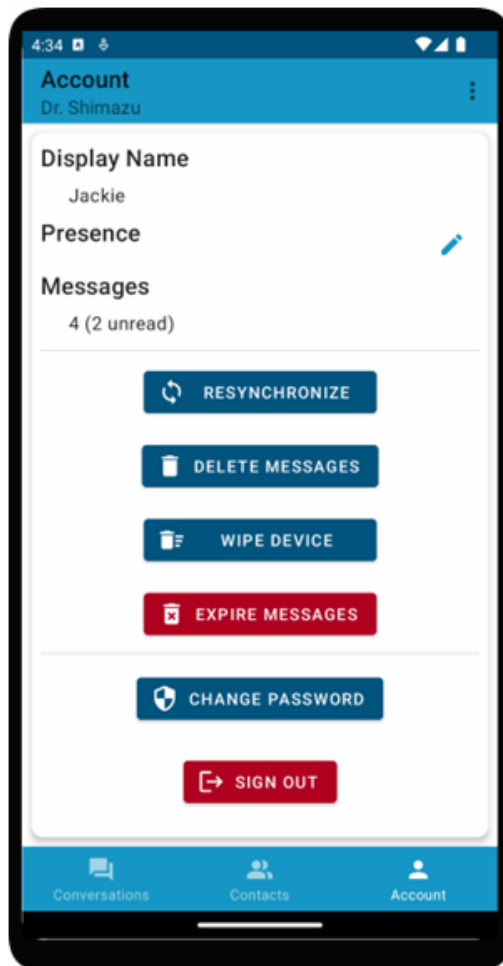 4:34
Account
Dr. Shimazu
Display Name
Jackie
Presence
Messages
4 (2 unread)
RESYNCHRONIZE
DELETE MESSAGES
WIPE DEVICE
EXPIRE MESSAGES
CHANGE PASSWORD
SIGN OUT
Conversations Contacts Account